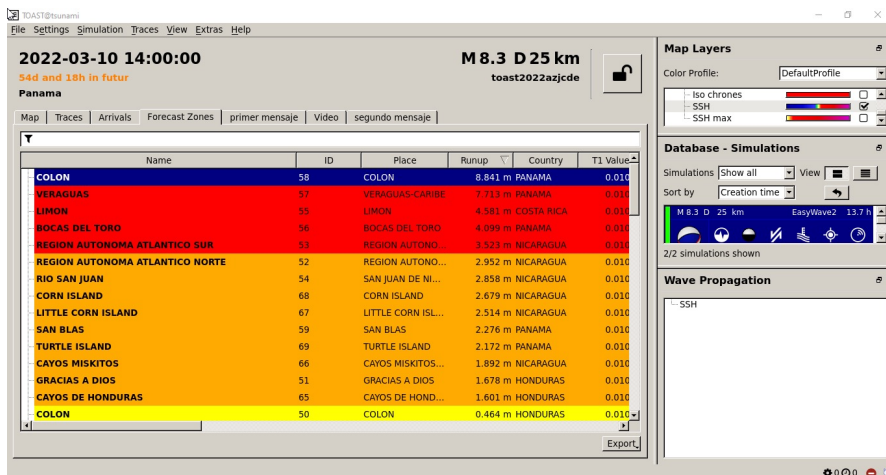 TOAST@tsunami
File Settings Simulation Traces View Extras Help
2022-03-10 14:00:00
54d and 18h in futur
Panama
M 8.3 D 25 km
toast2022azjcde
Map Traces Arrivals Forecast Zones primer mensaje Video segundo mensaje
Name ID Place Runup Country T1 Value
COLON 58 COLON 8.841 m PANAMA 0.010
VERAGUAS 57 VERAGUAS-CARIBE 7.713 m PANAMA 0.010
LIMON 55 LIMON 4.581 m COSTA RICA 0.010
BOCAS DEL TORO 56 BOCAS DEL TORO 4.099 m PANAMA 0.010
REGION AUTONOMA ATLANTICO SUR 53 REGION AUTONO... 3.523 m NICARAGUA 0.010
REGION AUTONOMA ATLANTICO NORTE 52 REGION AUTONO... 2.952 m NICARAGUA 0.010
RIO SAN JUAN 54 SAN JUAN DE NI... 2.858 m NICARAGUA 0.010
CORN ISLAND 68 CORN ISLAND 2.679 m NICARAGUA 0.010
LITTLE CORN ISLAND 67 LITTLE CORN ISL... 2.514 m NICARAGUA 0.010
SAN BLAS 59 SAN BLAS 2.276 m PANAMA 0.010
TURTLE ISLAND 69 TURTLE ISLAND 2.172 m PANAMA 0.010
CAYOS MISKITOS 66 CAYOS MISKITOS... 1.892 m NICARAGUA 0.010
GRACIAS A DIOS 51 GRACIAS A DIOS 1.678 m HONDURAS 0.010
CAYOS DE HONDURAS 65 CAYOS DE HOND... 1.601 m HONDURAS 0.010
COLON 50 COLON 0.464 m HONDURAS 0.010
Export
Map Layers
Color Profile: DefaultProfile
Iso chrones
SSH
SSH max
Database - Simulations
Simulations Show all View
Sort by Creation time
M 8.3 D 25 km EasyWave2 13.7 h
2/2 simulations shown
Wave Propagation
SSH
0 0